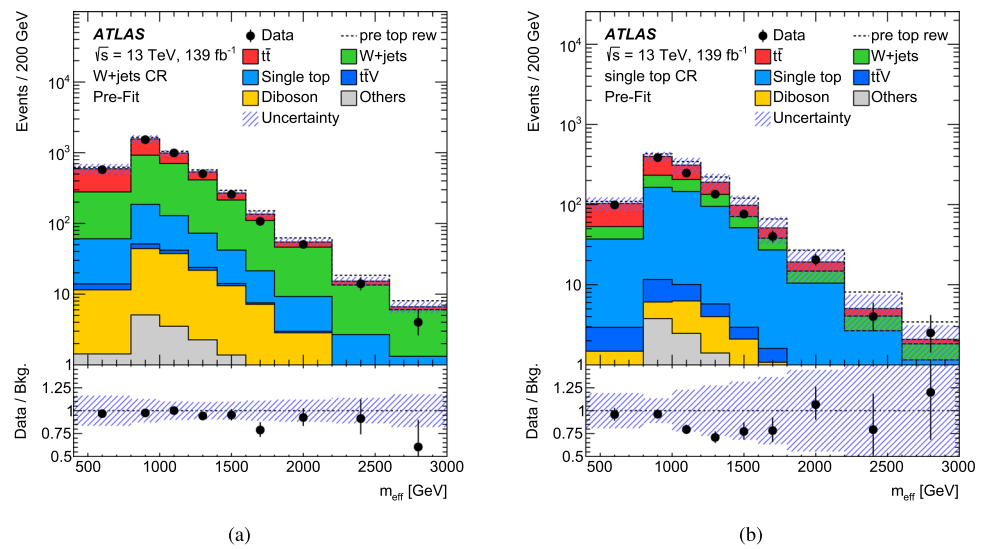 ATLAS
√s = 13 TeV, 139 fb⁻¹
W+jets CR
Pre-Fit
Data
pre top rew
tt̄
W+jets
Single top
tt̄V
Diboson
Others
Uncertainty
Events / 200 GeV
10⁴
10³
10²
10
1
Data / Bkg.
1.25
1
0.75
0.5
500 1000 1500 2000 2500 3000
m_eff [GeV]
(a)
ATLAS
√s = 13 TeV, 139 fb⁻¹
single top CR
Pre-Fit
Data
pre top rew
tt̄
W+jets
Single top
tt̄V
Diboson
Others
Uncertainty
Events / 200 GeV
10⁴
10³
10²
10
1
Data / Bkg.
1.25
1
0.75
0.5
500 1000 1500 2000 2500 3000
m_eff [GeV]
(b)